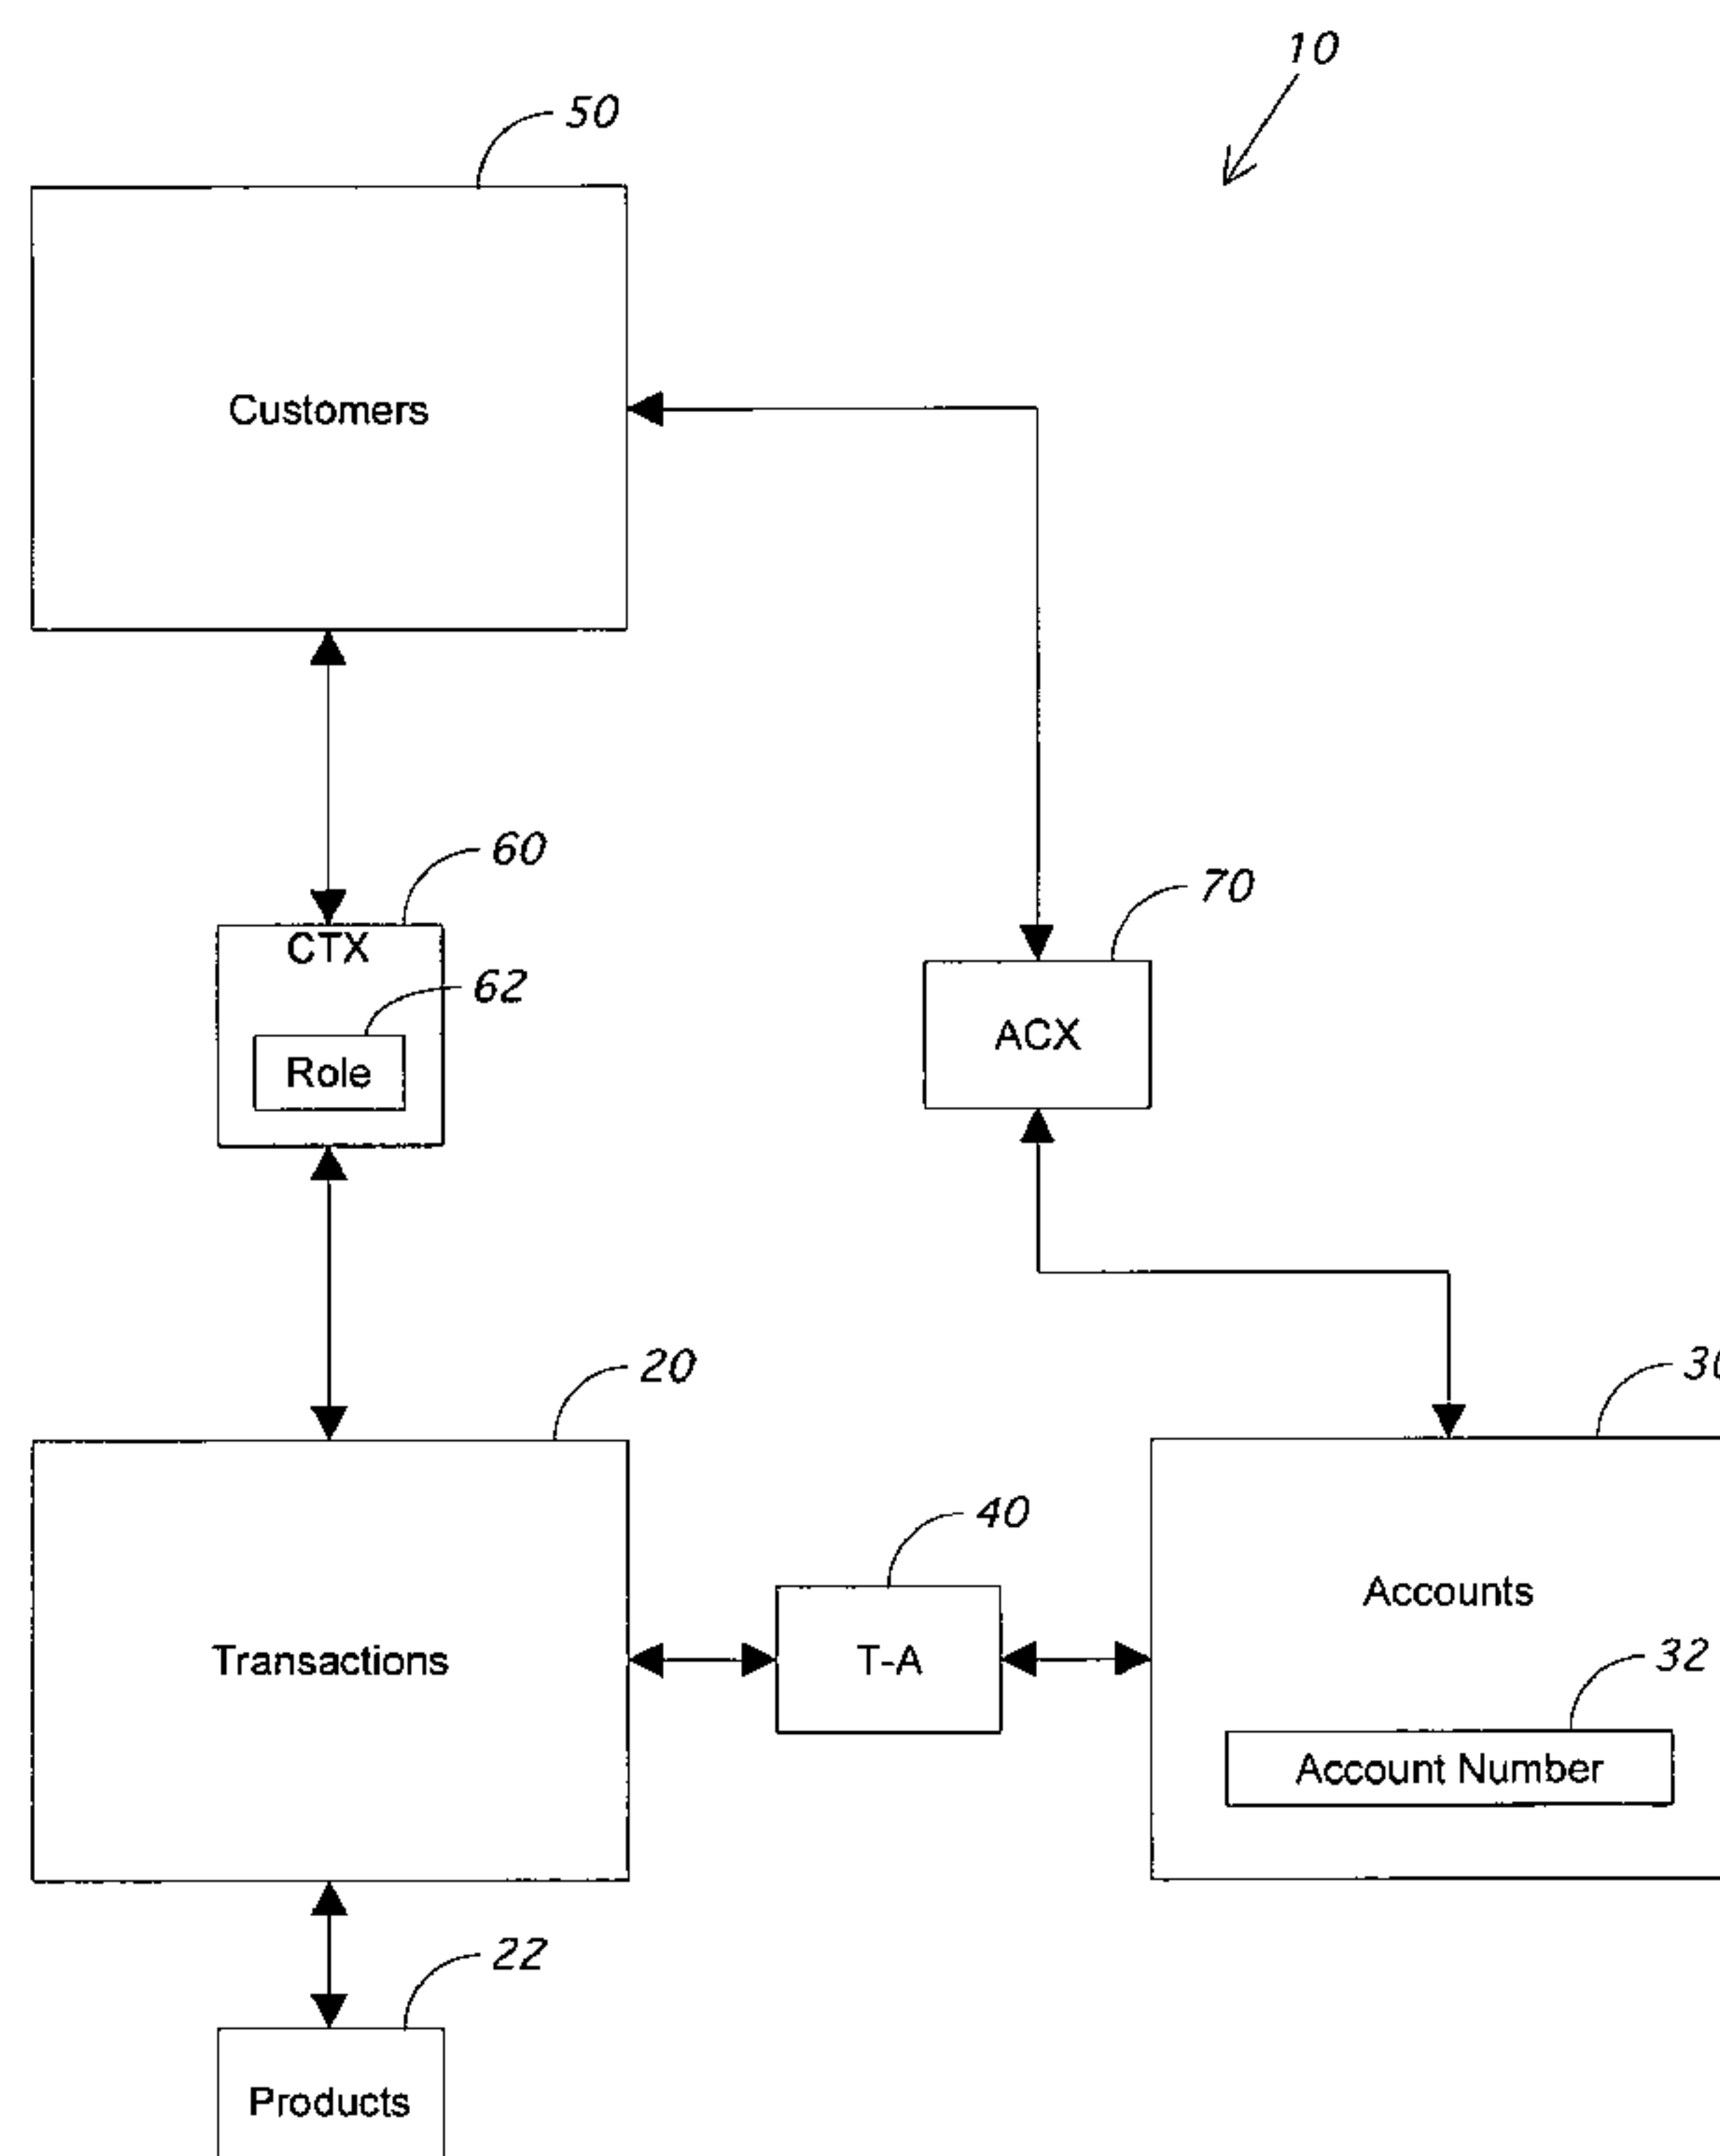 10
50
Customers
60
CTX
70
62
ACX
Role
20
40
Accounts
T-A
Transactions
32
Account Number
22
Products